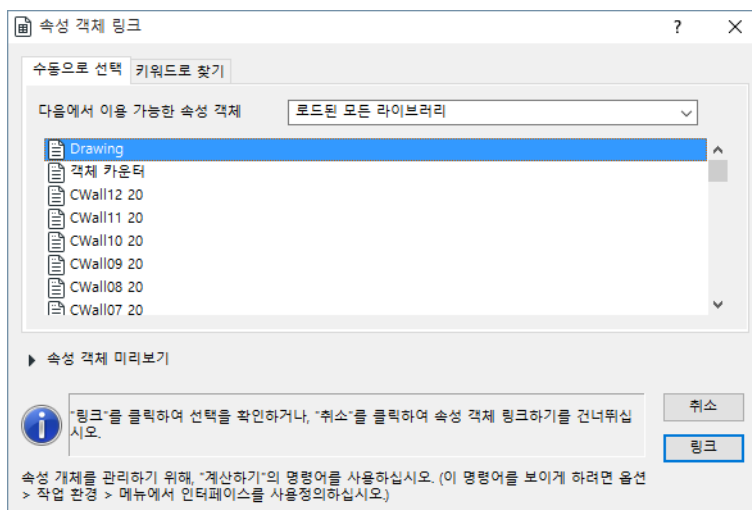 속성 객체 링크
수동으로 선택 키워드로 찾기
다음에서 이용 가능한 속성 객체 로드된 모든 라이브러리
Drawing
객체 카운터
CWall12 20
CWall11 20
CWall10 20
CWall09 20
CWall08 20
CWall07 20
속성 객체 미리보기
"링크"를 클릭하여 선택을 확인하거나, "취소"를 클릭하여 속성 객체 링크하기를 건너뛰십
시오.
취소
링크
속성 개체를 관리하기 위해, "계산하기"의 명령어를 사용하십시오. (이 명령어를 보이게 하려면 옵션
> 작업 환경 > 메뉴에서 인터페이스를 사용정의하십시오.)